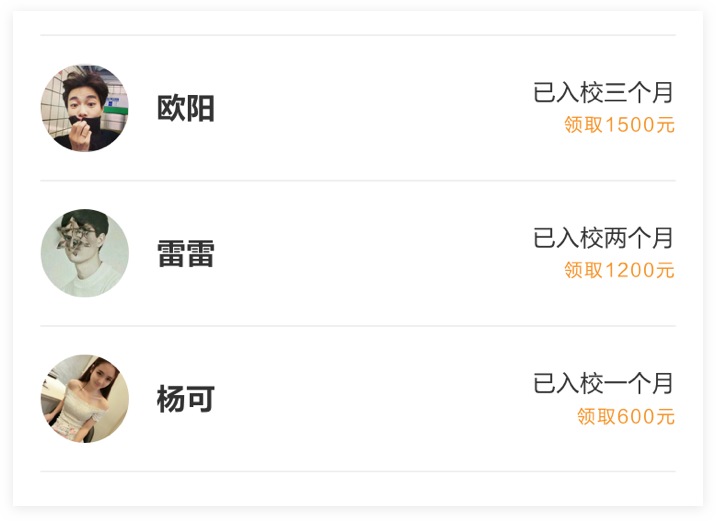 欧阳
已入校三个月
领取1500元
雷雷
已入校两个月
领取1200元
杨可
已入校一个月
领取600元